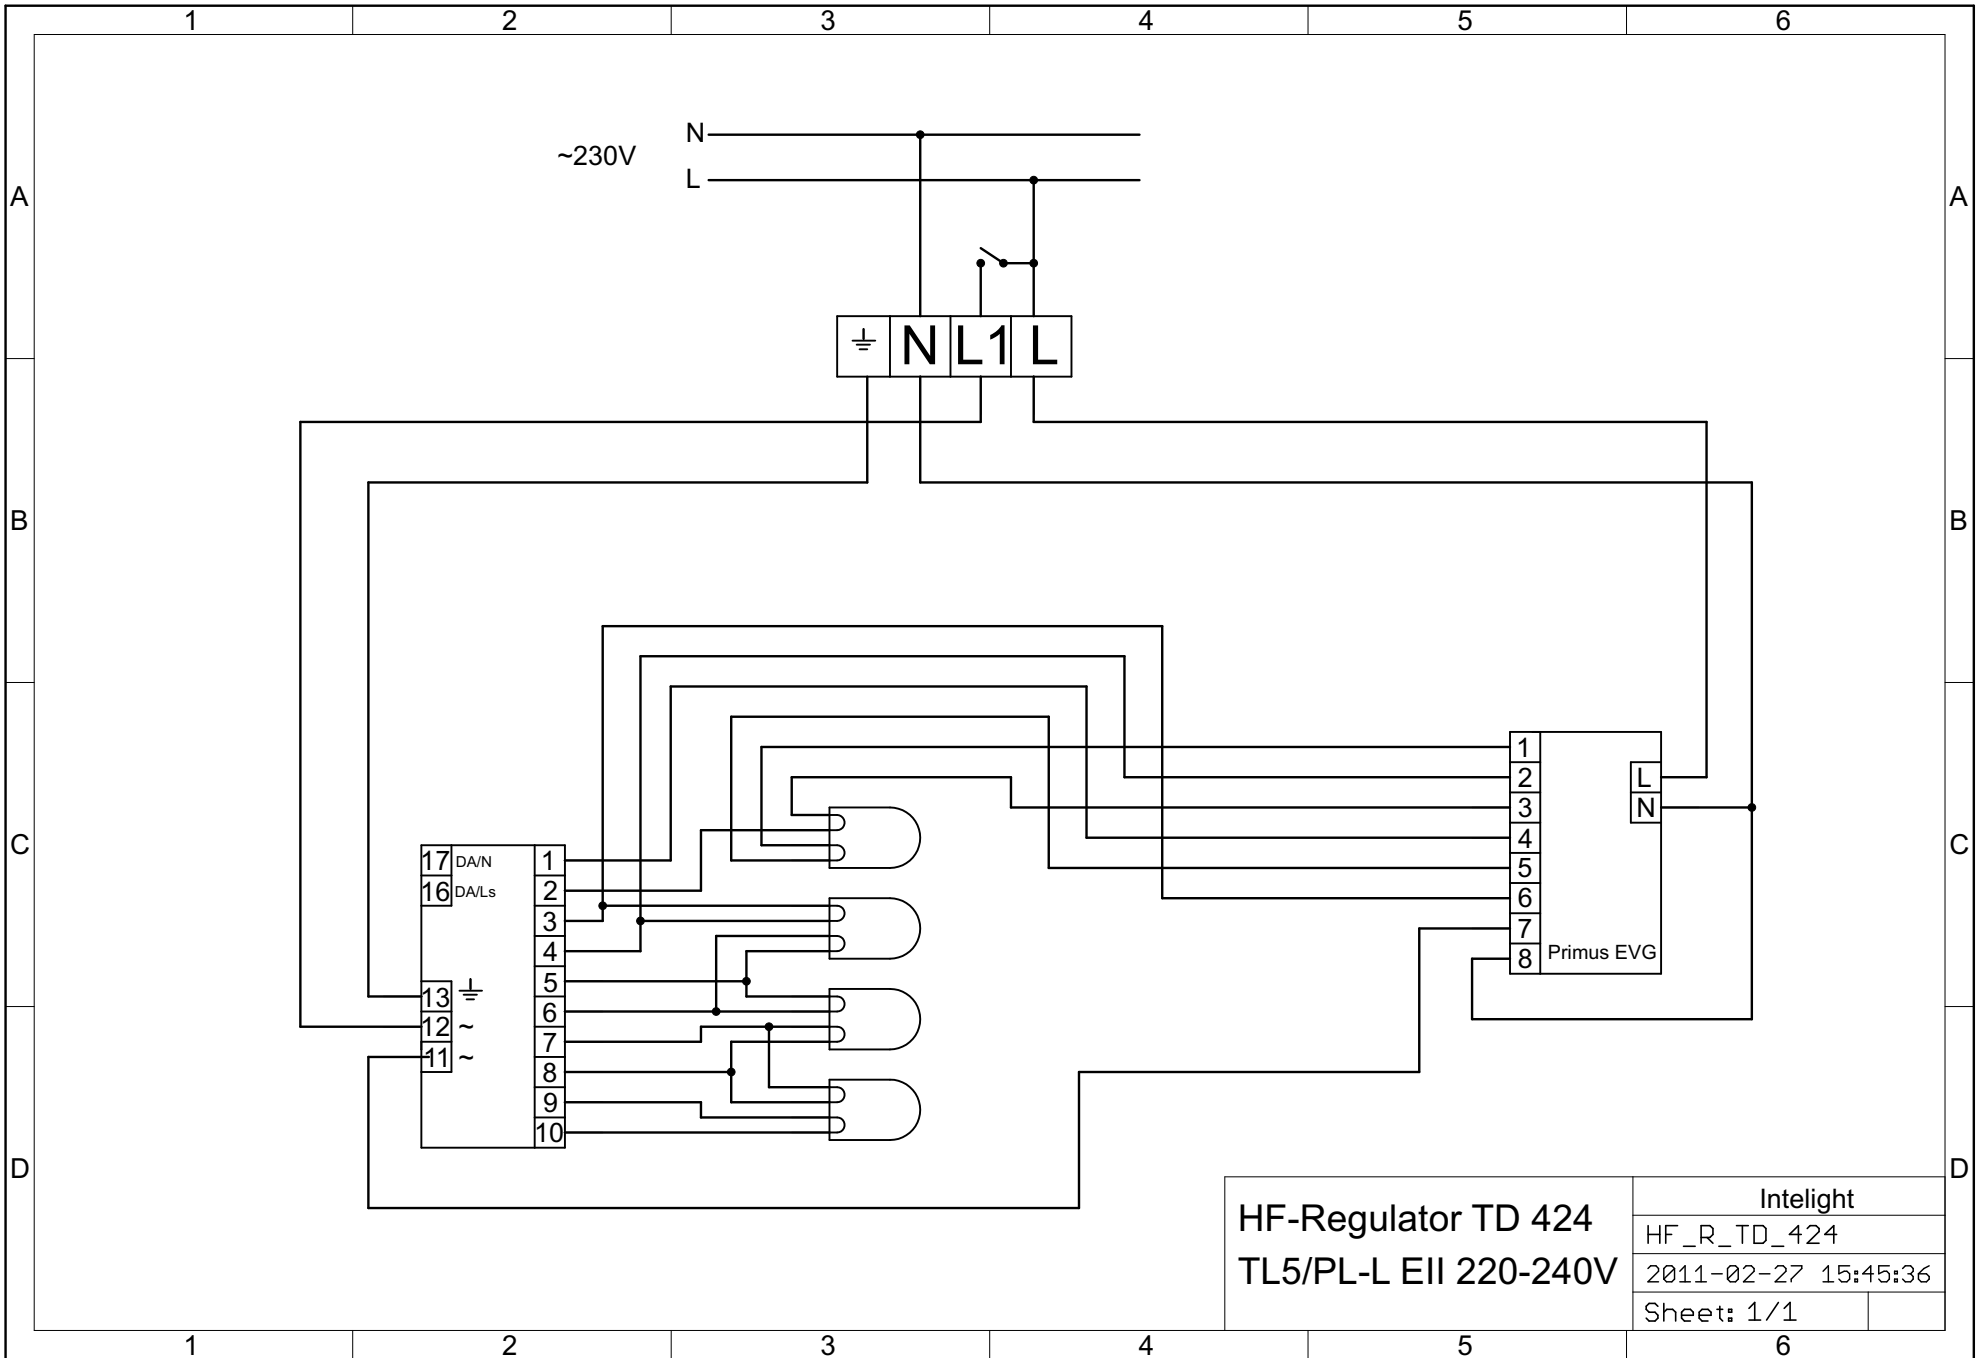 1 2 3 4 5 6
N
~230V
L
A A
⏚ N L1 L
B B
1
2 L
3 N
4
C C
17 DA/N 1
5
16 DA/Ls 2
6
3
7
4
8 Primus EVG
5
13 ⏚
6
12 ~
7
11 ~
8
9
10
D D
Intelight
HF-Regulator TD 424
HF_R_TD_424
TL5/PL-L EII 220-240V
2011-02-27 15:45:36
Sheet: 1/1
1 2 3 4 5 6